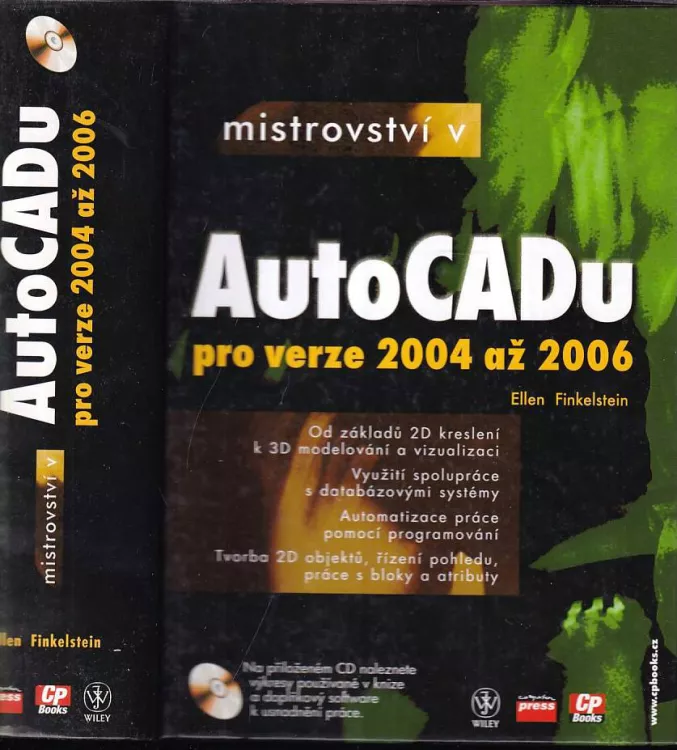 AutoCADu
pro verze 2004 až 2006
mistrovství v
Ellen Finkelstein
press
CP
Books
WILEY
mistrovství v
AutoCADu
pro verze 2004 až 2006
Ellen Finkelstein
Od základů 2D kreslení
k 3D modelování a vizualizaci
Využití spolupráce
s databázovými systémy
Automatizace práce
pomocí programování
Tvorba 2D objektů, řízení pohledu,
práce s bloky a atributy
Na přiloženém CD naleznete
výkresy používané v knize
a doplňkový software
k usnadnění práce.
WILEY
computer
press
CP
Books
www.cpbooks.cz